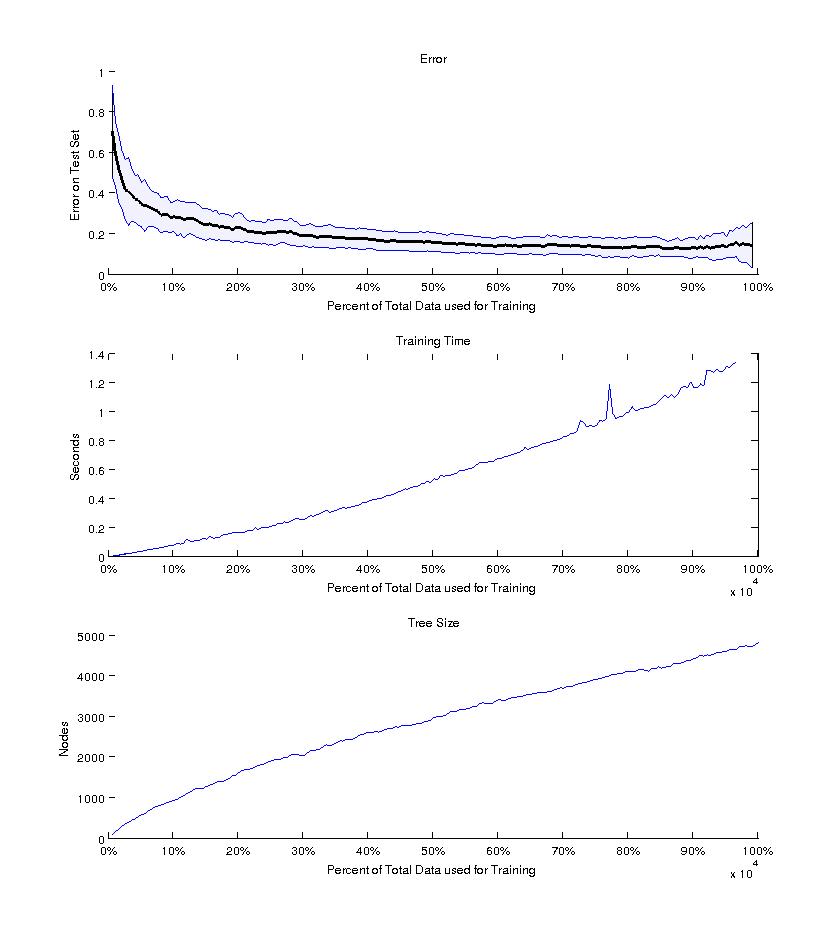 Error
1
0.8
0.6
0.4
0.2
0
Error on Test Set
0% 10% 20% 30% 40% 50% 60% 70% 80% 90% 100%
Percent of Total Data used for Training
Training Time
1.4
1.2
1
0.8
0.6
0.4
0.2
0
Seconds
0% 10% 20% 30% 40% 50% 60% 70% 80% 90% 100%
Percent of Total Data used for Training
x 10 4
Tree Size
5000
4000
3000
2000
1000
0
Nodes
0% 10% 20% 30% 40% 50% 60% 70% 80% 90% 100%
Percent of Total Data used for Training
x 10 4